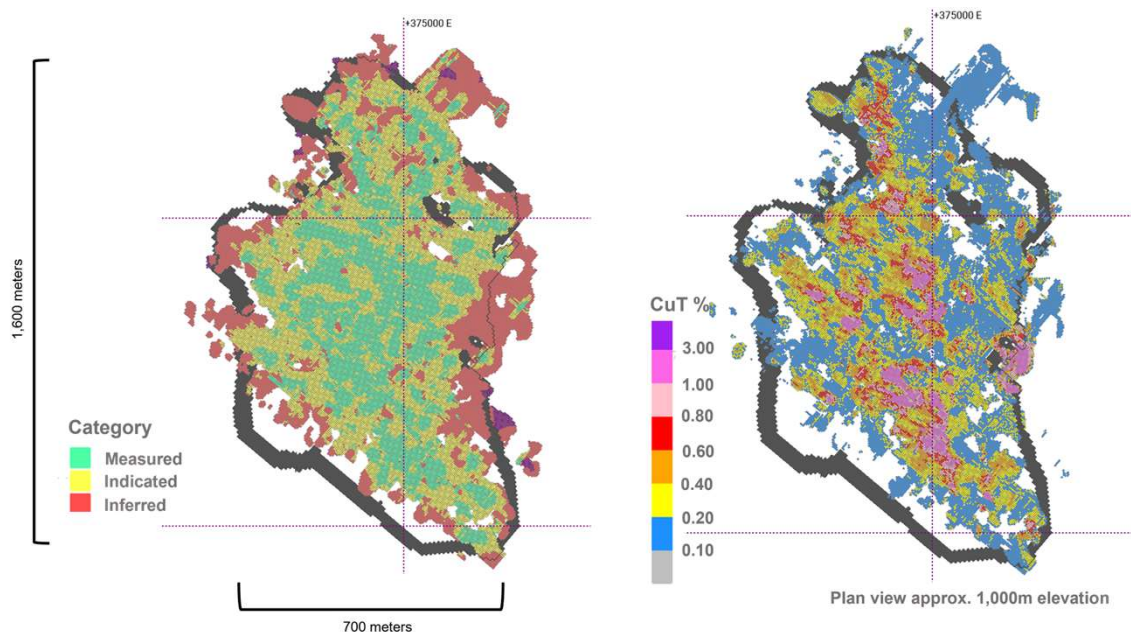 +375000 E
+375000 E
1,600 meters
Category
Measured
Indicated
Inferred
700 meters
CuT %
3.00
1.00
0.80
0.60
0.40
0.20
0.10
Plan view approx. 1,000m elevation